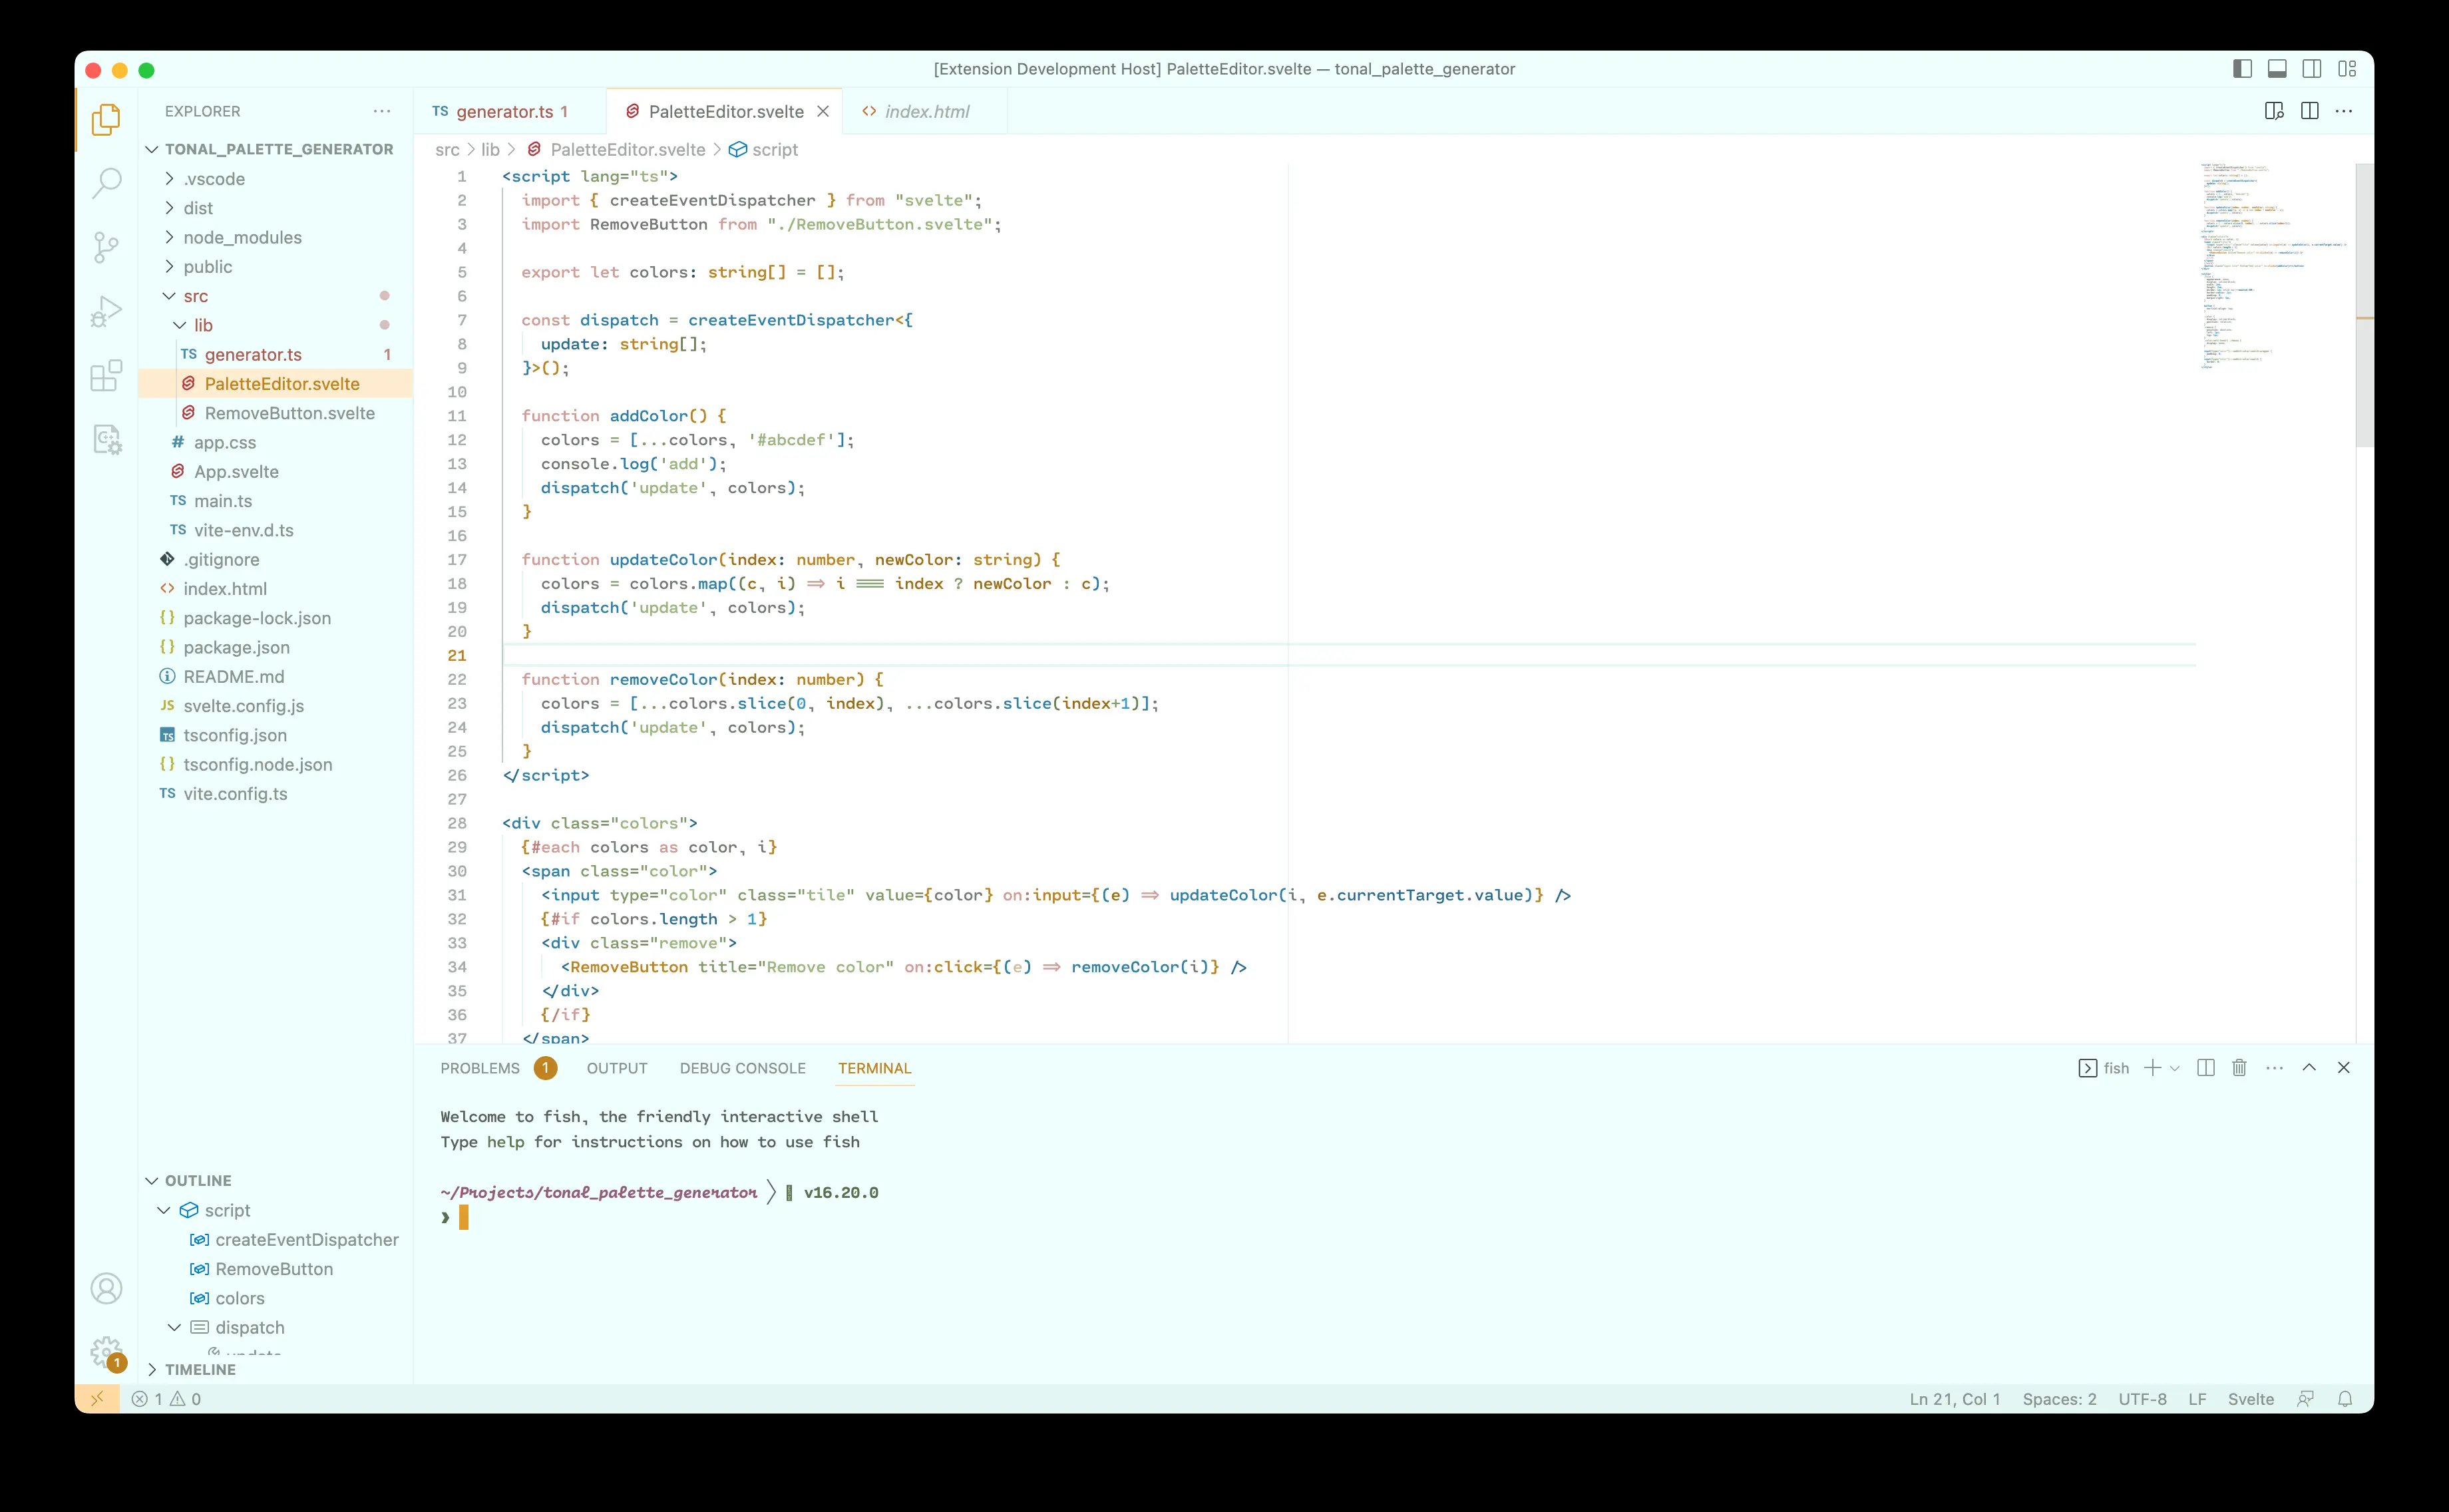 [Extension Development Host] PaletteEditor.svelte — tonal_palette_generator
EXPLORER
TONAL_PALETTE_GENERATOR
.vscode
dist
node_modules
public
src
lib
TS generator.ts 1
PaletteEditor.svelte
RemoveButton.svelte
# app.css
App.svelte
TS main.ts
TS vite-env.d.ts
.gitignore
<> index.html
{} package-lock.json
{} package.json
README.md
JS svelte.config.js
TS tsconfig.json
{} tsconfig.node.json
TS vite.config.ts
OUTLINE
script
createEventDispatcher
RemoveButton
colors
dispatch
TIMELINE
1
TS generator.ts 1
PaletteEditor.svelte
<> index.html
src > lib > PaletteEditor.svelte > script
1 <script lang="ts">
2 import { createEventDispatcher } from "svelte";
3 import RemoveButton from "./RemoveButton.svelte";
4
5 export let colors: string[] = [];
6
7 const dispatch = createEventDispatcher<{
8 update: string[];
9 }>();
10
11 function addColor() {
12 colors = [...colors, '#abcdef'];
13 console.log('add');
14 dispatch('update', colors);
15 }
16
17 function updateColor(index: number, newColor: string) {
18 colors = colors.map((c, i) => i === index ? newColor : c);
19 dispatch('update', colors);
20 }
21
22 function removeColor(index: number) {
23 colors = [...colors.slice(0, index), ...colors.slice(index+1)];
24 dispatch('update', colors);
25 }
26 </script>
27
28 <div class="colors">
29 {#each colors as color, i}
30 <span class="color">
31 <input type="color" class="tile" value={color} on:input={(e) => updateColor(i, e.currentTarget.value)} />
32 {#if colors.length > 1}
33 <div class="remove">
34 <RemoveButton title="Remove color" on:click={(e) => removeColor(i)} />
35 </div>
36 {/if}
37 </span>
PROBLEMS 1 OUTPUT DEBUG CONSOLE TERMINAL
fish
Welcome to fish, the friendly interactive shell
Type help for instructions on how to use fish
~/Projects/tonal_palette_generator v16.20.0
❯
1 0
Ln 21, Col 1 Spaces: 2 UTF-8 LF Svelte